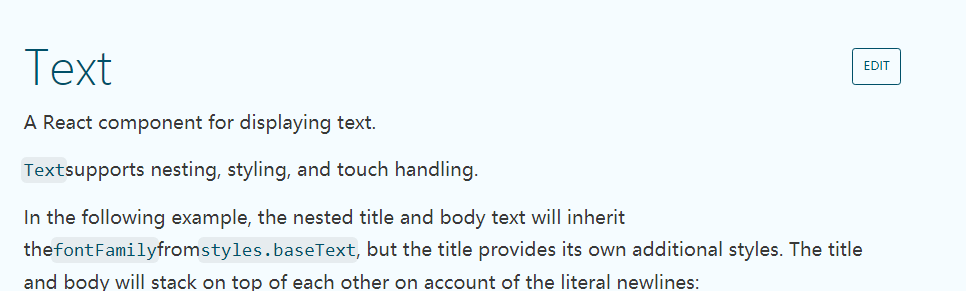 Text
EDIT
A React component for displaying text.
Textsupports nesting, styling, and touch handling.
In the following example, the nested title and body text will inherit
thefontFamilyfromstyles.baseText, but the title provides its own additional styles. The title
and body will stack on top of each other on account of the literal newlines: